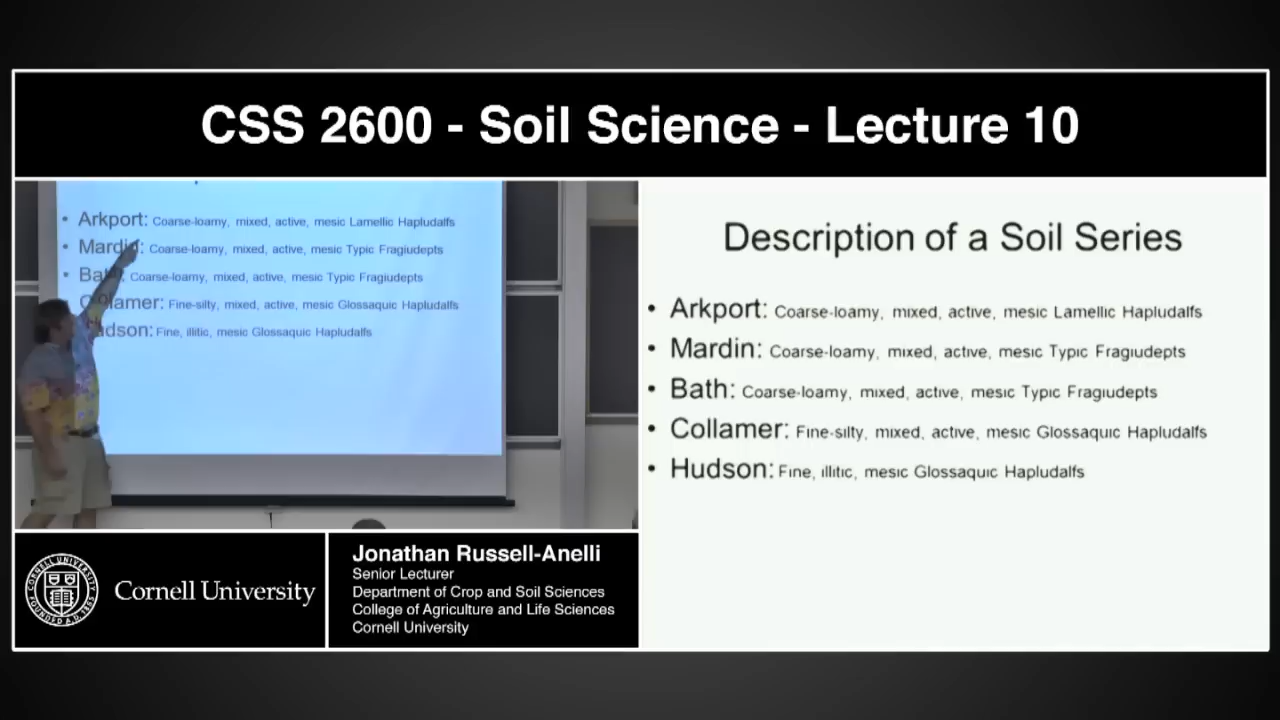 CSS 2600 - Soil Science - Lecture 10
• Arkport: Coarse-loamy, mixed, active, mesic Lamellic Hapludalfs
• Mardin: Coarse-loamy, mixed, active, mesic Typic Fragiudepts
• Bath: Coarse-loamy, mixed, active, mesic Typic Fragiudepts
Collamer: Fine-silty, mixed, active, mesic Glossaquic Hapludalfs
Hudson: Fine, illitic, mesic Glossaquic Hapludalfs
Description of a Soil Series
• Arkport: Coarse-loamy, mixed, active, mesic Lamellic Hapludalfs
• Mardin: Coarse-loamy, mixed, active, mesic Typic Fragiudepts
• Bath: Coarse-loamy, mixed, active, mesic Typic Fragiudepts
• Collamer: Fine-silty, mixed, active, mesic Glossaquic Hapludalfs
• Hudson: Fine, illitic, mesic Glossaquic Hapludalfs
CORNELL UNIVERSITY
FOUNDED A.D. 1865
Cornell University
Jonathan Russell-Anelli
Senior Lecturer
Department of Crop and Soil Sciences
College of Agriculture and Life Sciences
Cornell University